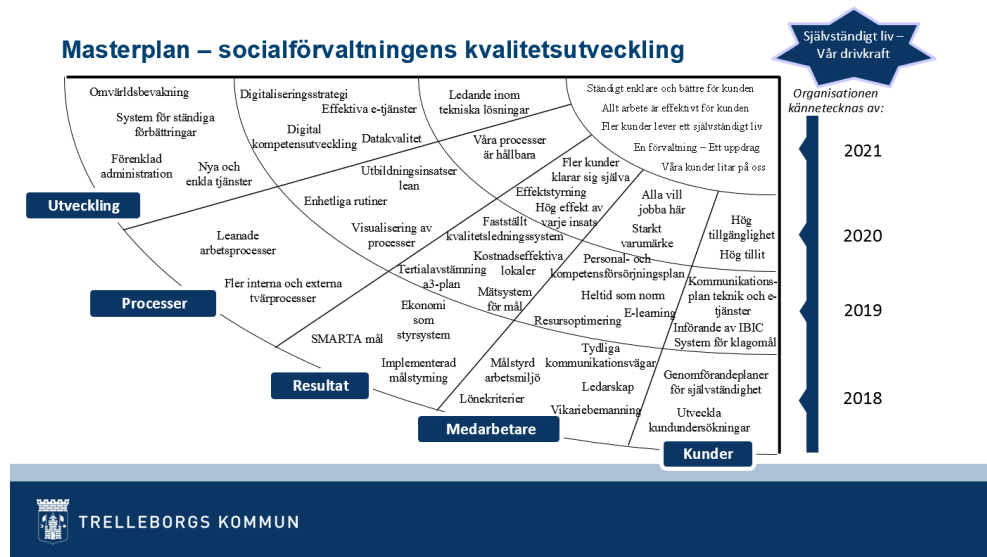 Masterplan – socialförvaltningens kvalitetsutveckling
Självständigt liv –
Vår drivkraft
Organisationen
kännetecknas av:
2021
2020
2019
2018
Ständigt enklare och bättre för kunden
Allt arbete är effektivt för kunden
Fler kunder lever ett självständigt liv
En förvaltning – Ett uppdrag
Våra kunder litar på oss
Omvärldsbevakning
System för ständiga
förbättringar
Förenklad
administration
Nya och
enkla tjänster
Digitaliseringsstrategi
Effektiva e-tjänster
Digital
kompetensutveckling
Datakvalitet
Ledande inom
tekniska lösningar
Utveckling
Våra processer
är hållbara
Utbildningsinsatser
lean
Enhetliga rutiner
Visualisering av
processer
Leanade
arbetsprocesser
Fler interna och externa
tvärprocesser
Processer
Fler kunder
klarar sig själva
Effektstyrning
Hög effekt av
varje insats
Fastställt
kvalitetsledningssystem
Kostnadseffektiva
lokaler
Tertialavstämning
a3-plan
Mätsystem
för mål
Ekonomi
som
styrsystem
SMARTA mål
Implementerad
målstyrning
Resultat
Alla vill
jobba här
Starkt
varumärke
Personal- och
kompetensförsörjningsplan
Heltid som norm
E-learning
Resursoptimering
Tydliga
kommunikationsvägar
Målstyrd
arbetsmiljö
Ledarskap
Lönekriterier
Vikariebemanning
Medarbetare
Hög
tillgänglighet
Hög tillit
Kommunikations-
plan teknik och e-
tjänster
Införande av IBIC
System för klagomål
Genomförandeplaner
för självständighet
Utveckla
kundundersökningar
Kunder
TRELLEBORGS KOMMUN